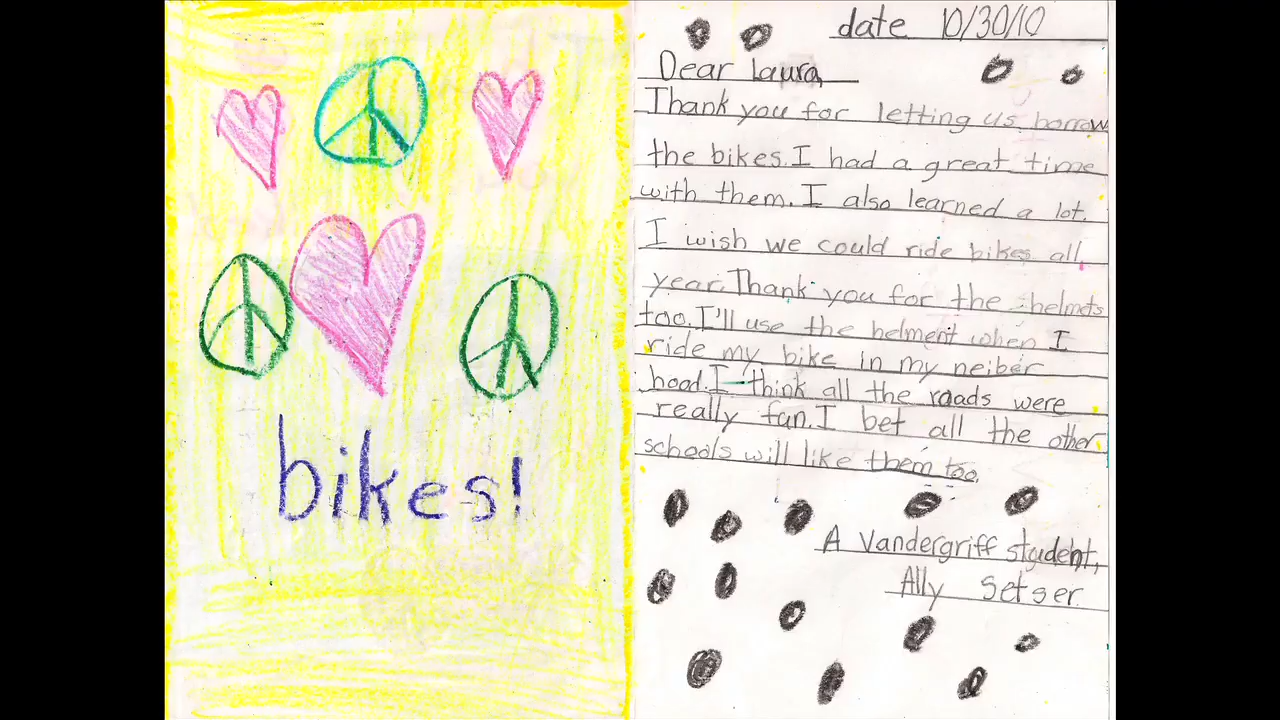 bikes!
date 10/30/10
Dear Laura,
Thank you for letting us borrow
the bikes. I had a great time
with them. I also learned a lot.
I wish we could ride bikes all
year. Thank you for the helmets
too. I'll use the helment when I
ride my bike in my neiber
hood. I think all the roads were
really fun. I bet all the other
schools will like them too.
A Vandergriff student,
Ally Setser